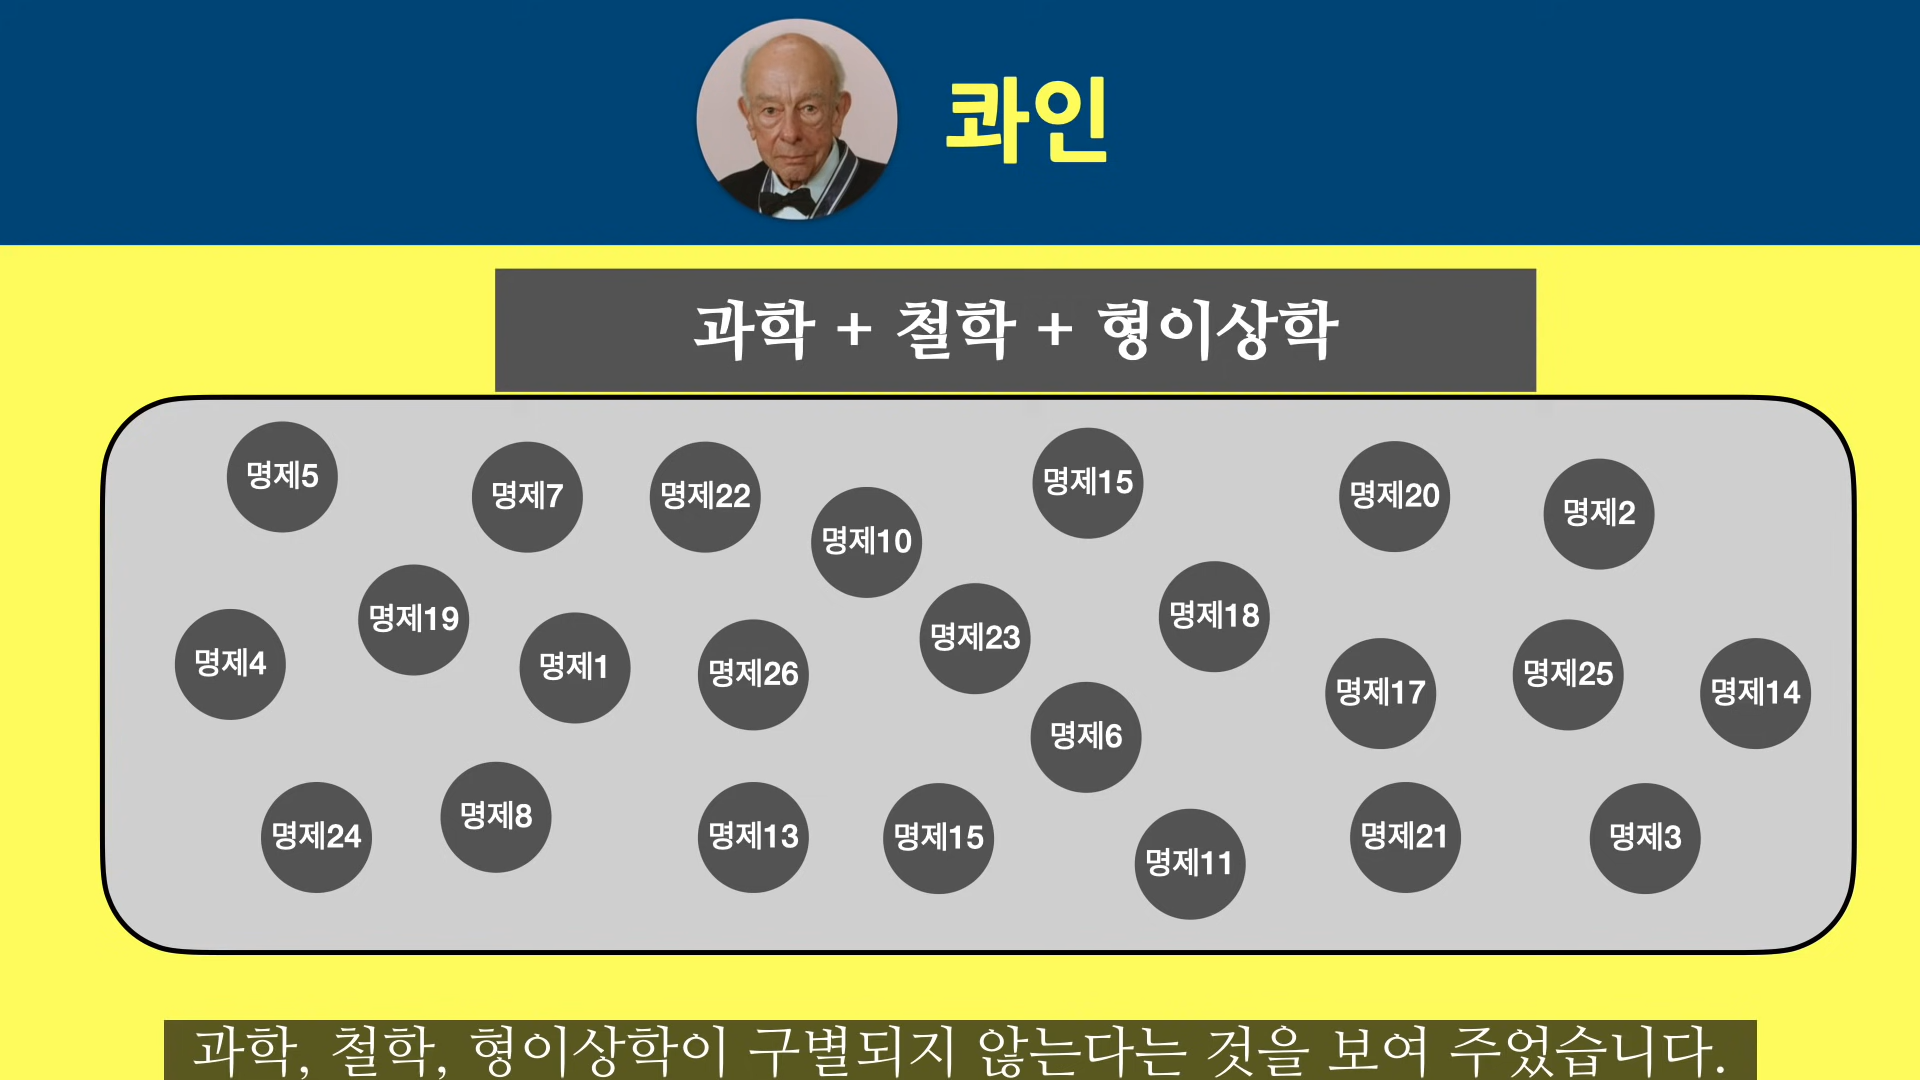 콰인
과학 + 철학 + 형이상학
명제5
명제7
명제22
명제10
명제15
명제20
명제2
명제4
명제19
명제1
명제26
명제23
명제18
명제6
명제17
명제25
명제14
명제24
명제8
명제13
명제15
명제11
명제21
명제3
과학, 철학, 형이상학이 구별되지 않는다는 것을 보여 주었습니다.